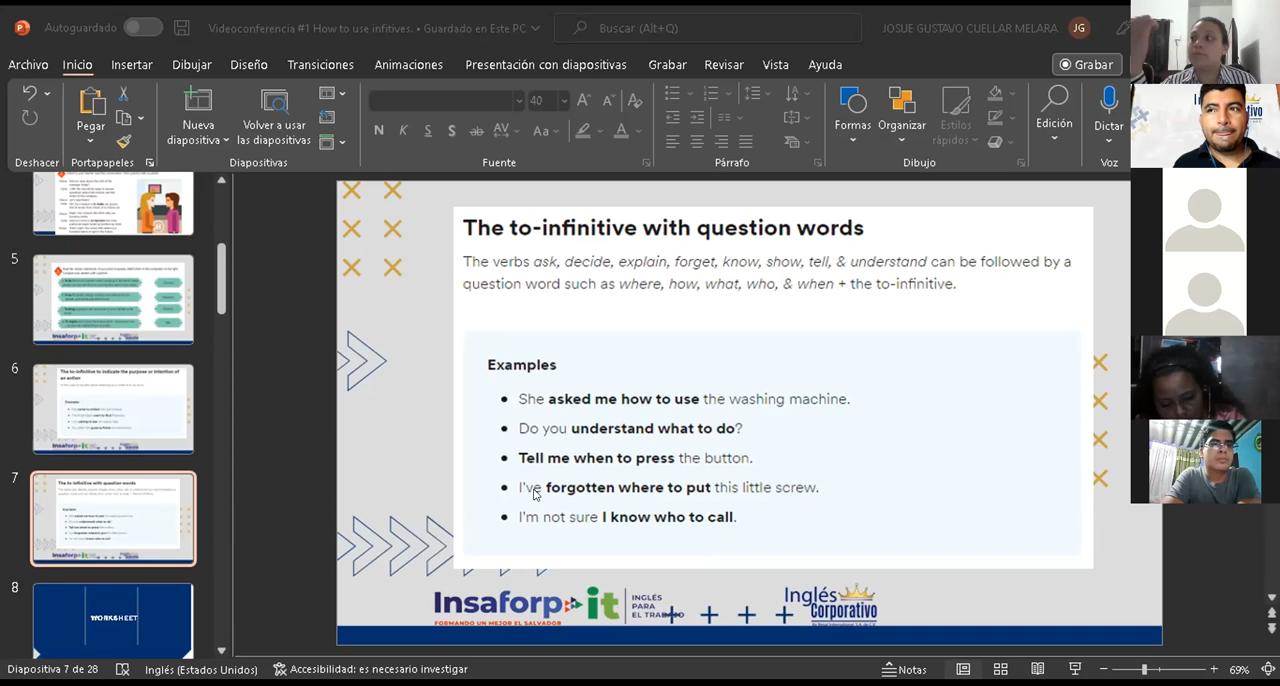 Autoguardado
Videoconferencia #1 How to use infitives. • Guardado en Este PC
Buscar (Alt+Q)
JOSUE GUSTAVO CUELLAR MELARA
JG
Archivo Inicio Insertar Dibujar Diseño Transiciones Animaciones Presentación con diapositivas Grabar Revisar Vista Ayuda
Grabar
Pegar
Nueva diapositiva
Volver a usar las diapositivas
40
N K S S ab AV Aa A
Formas
Organizar
Estilos rápidos
Edición
Dictar
Deshacer
Portapapeles
Diapositivas
Fuente
Párrafo
Dibujo
Voz
5
6
The to-infinitive to indicate the purpose or intention of an action
7
The to-infinitive with question words
8
WORKSHEET
The to-infinitive with question words
The verbs ask, decide, explain, forget, know, show, tell, & understand can be followed by a
question word such as where, how, what, who, & when + the to-infinitive.
Examples
• She asked me how to use the washing machine.
• Do you understand what to do?
• Tell me when to press the button.
• I've forgotten where to put this little screw.
• I'm not sure I know who to call.
Insaforp it
FORMANDO UN MEJOR EL SALVADOR
INGLÉS
PARA
EL TRABAJO
Inglés
Corporativo
Diapositiva 7 de 28
Inglés (Estados Unidos)
Accesibilidad: es necesario investigar
Notas
69%